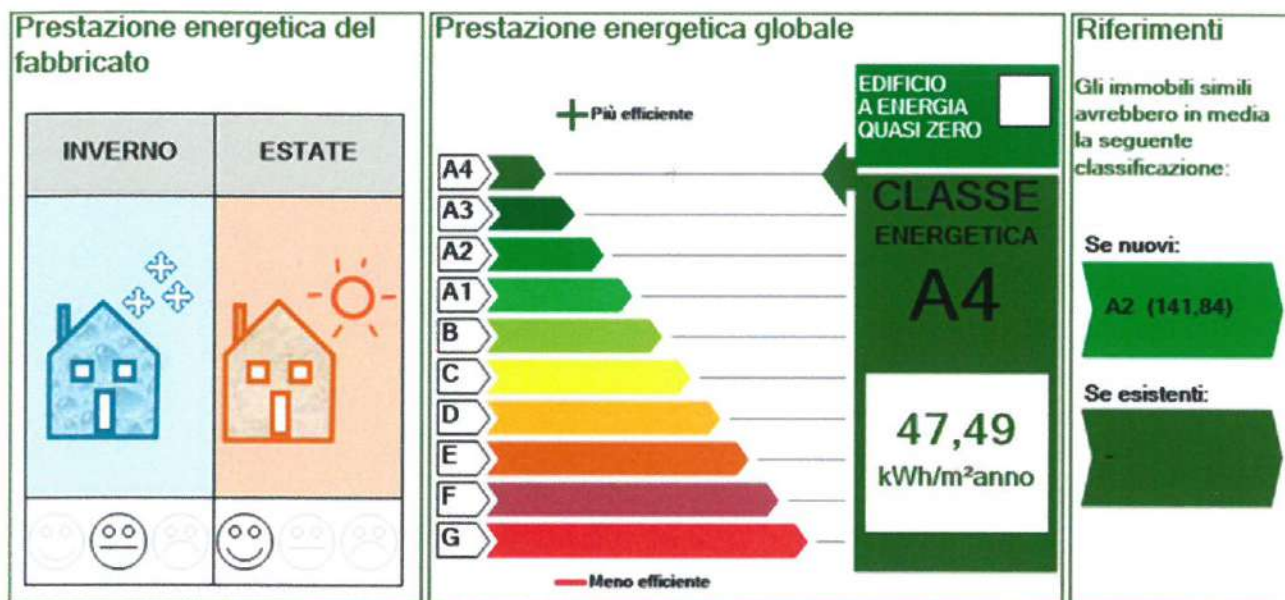 Prestazione energetica del
fabbricato
INVERNO
ESTATE
Prestazione energetica globale
Più efficiente
A4
A3
A2
A1
B
C
D
E
F
G
Meno efficiente
EDIFICIO
A ENERGIA
QUASI ZERO
CLASSE
ENERGETICA
A4
47,49
kWh/m²anno
Riferimenti
Gli immobili simili
avrebbero in media
la seguente
classificazione:
Se nuovi:
A2 (141,84)
Se esistenti:
-